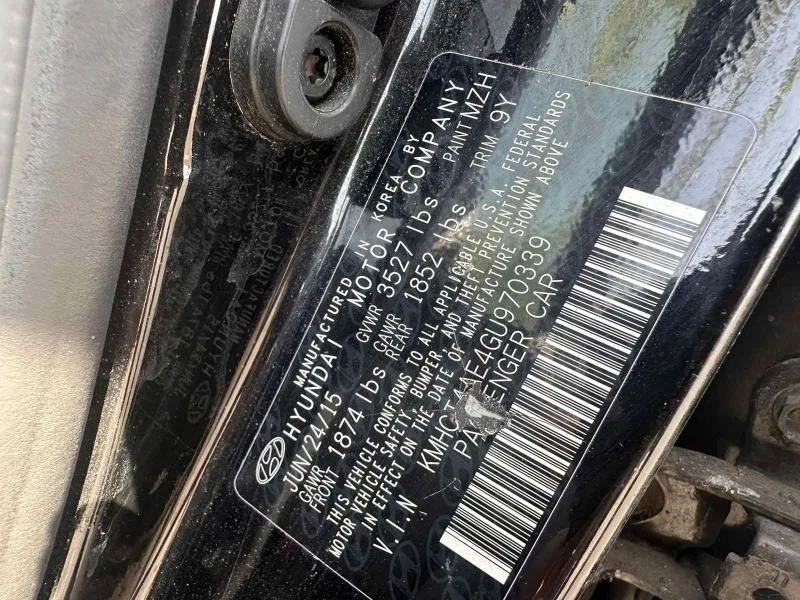 MANUFACTURED IN KOREA BY
HYUNDAI MOTOR COMPANY
JUN/24/15 GVWR 3527 lbs PAINT MZH
GAWR FRONT 1874 lbs GAWR REAR 1852 lbs TRIM 9Y
THIS VEHICLE CONFORMS TO ALL APPLICABLE U.S.A. FEDERAL
MOTOR VEHICLE SAFETY, BUMPER, AND THEFT PREVENTION STANDARDS
IN EFFECT ON THE DATE OF MANUFACTURE SHOWN ABOVE
V.I.N KMHCT4AE4GU970339
PASSENGER CAR